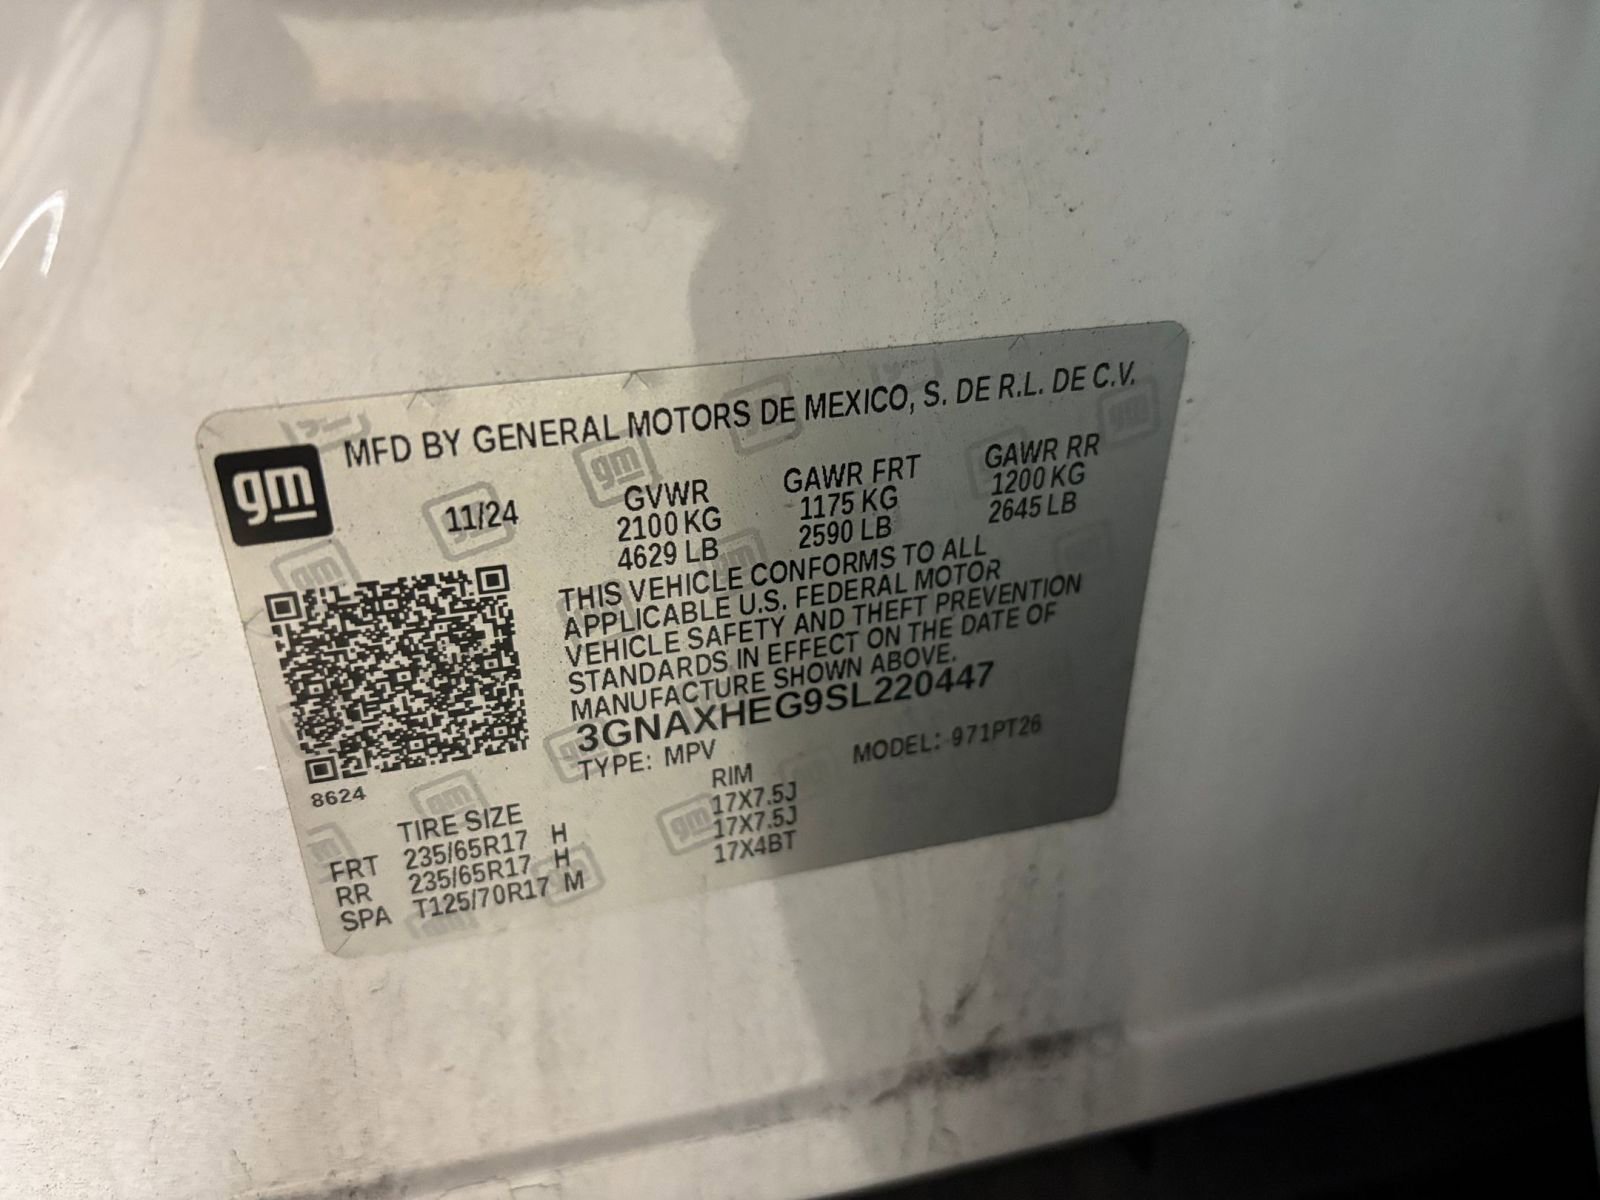 gm
MFD BY GENERAL MOTORS DE MEXICO, S. DE R.L. DE C.V.
11/24 GVWR GAWR FRT GAWR RR
2100 KG 1175 KG 1200 KG
4629 LB 2590 LB 2645 LB
THIS VEHICLE CONFORMS TO ALL
APPLICABLE U.S. FEDERAL MOTOR
VEHICLE SAFETY AND THEFT PREVENTION
STANDARDS IN EFFECT ON THE DATE OF
MANUFACTURE SHOWN ABOVE.
3GNAXHEG9SL220447
TYPE: MPV MODEL: 971PT26
8624
TIRE SIZE RIM
FRT 235/65R17 H 17X7.5J
RR 235/65R17 H 17X7.5J
SPA T125/70R17 M 17X4BT